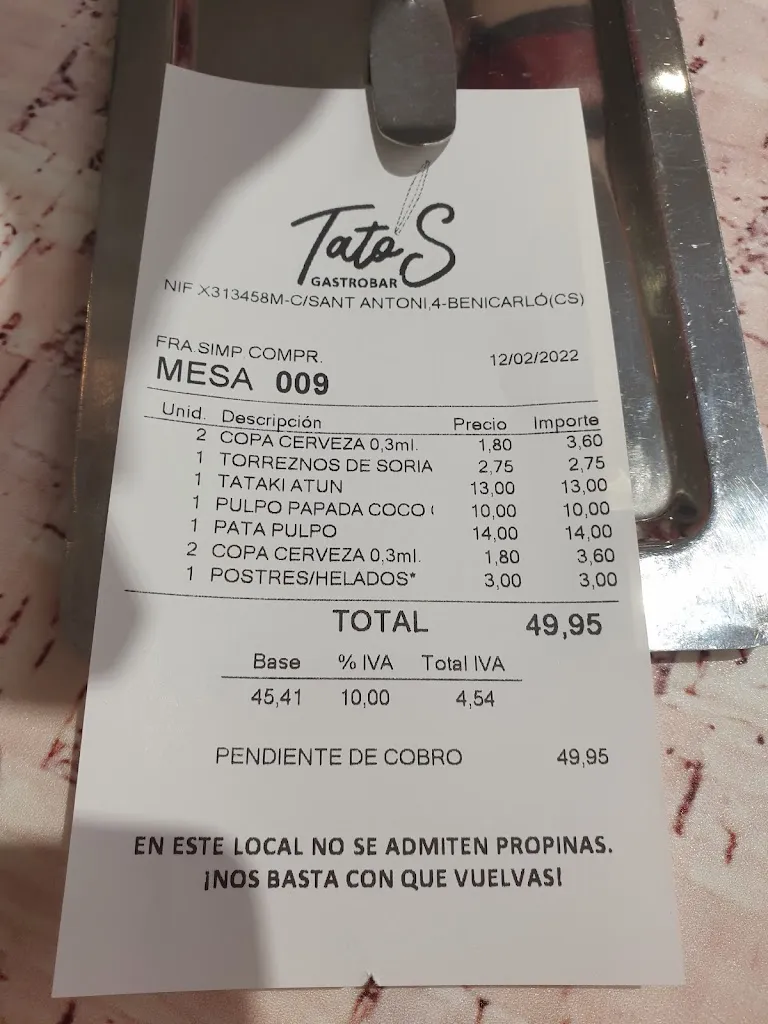 Tato'S
GASTROBAR
NIF X313458M-C/SANT ANTONI,4-BENICARLÓ(CS)
FRA.SIMP.COMPR. 12/02/2022
MESA 009
Unid. Descripción Precio Importe
2 COPA CERVEZA 0,3ml. 1,80 3,60
1 TORREZNOS DE SORIA 2,75 2,75
1 TATAKI ATUN 13,00 13,00
1 PULPO PAPADA COCO ( 10,00 10,00
1 PATA PULPO 14,00 14,00
2 COPA CERVEZA 0,3ml. 1,80 3,60
1 POSTRES/HELADOS* 3,00 3,00
TOTAL 49,95
Base % IVA Total IVA
45,41 10,00 4,54
PENDIENTE DE COBRO 49,95
EN ESTE LOCAL NO SE ADMITEN PROPINAS.
¡NOS BASTA CON QUE VUELVAS!